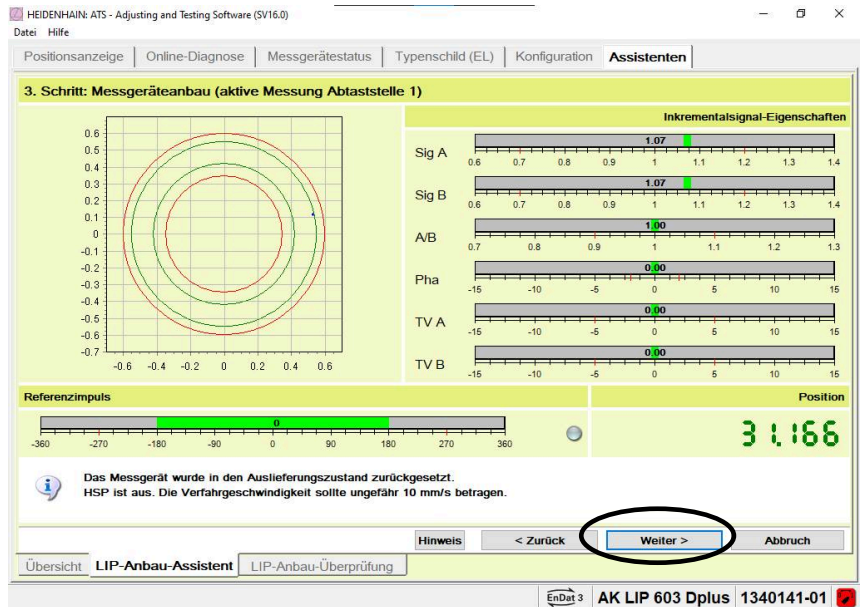 HEIDENHAIN: ATS - Adjusting and Testing Software (SV16.0)
Datei Hilfe
Positionsanzeige Online-Diagnose Messgerätestatus Typenschild (EL) Konfiguration Assistenten
3. Schritt: Messgeräteanbau (aktive Messung Abtaststelle 1)
Inkrementalsignal-Eigenschaften
0.6
0.5
0.4
0.3
0.2
0.1
0
-0.1
-0.2
-0.3
-0.4
-0.5
-0.6
-0.7
-0.6 -0.4 -0.2 0 0.2 0.4 0.6
Sig A
1.07
0.6 0.7 0.8 0.9 1 1.1 1.2 1.3 1.4
Sig B
1.07
0.6 0.7 0.8 0.9 1 1.1 1.2 1.3 1.4
A/B
1.00
0.7 0.8 0.9 1 1.1 1.2 1.3
Pha
0.00
-15 -10 -5 0 5 10 15
TV A
0.00
-15 -10 -5 0 5 10 15
TV B
0.00
-15 -10 -5 0 5 10 15
Referenzimpuls
0
-360 -270 -180 -90 0 90 180 270 360
Position
31.166
Das Messgerät wurde in den Auslieferungszustand zurückgesetzt.
HSP ist aus. Die Verfahrgeschwindigkeit sollte ungefähr 10 mm/s betragen.
Hinweis < Zurück Weiter > Abbruch
Übersicht LIP-Anbau-Assistent LIP-Anbau-Überprüfung
EnDat 3 AK LIP 603 Dplus 1340141-01